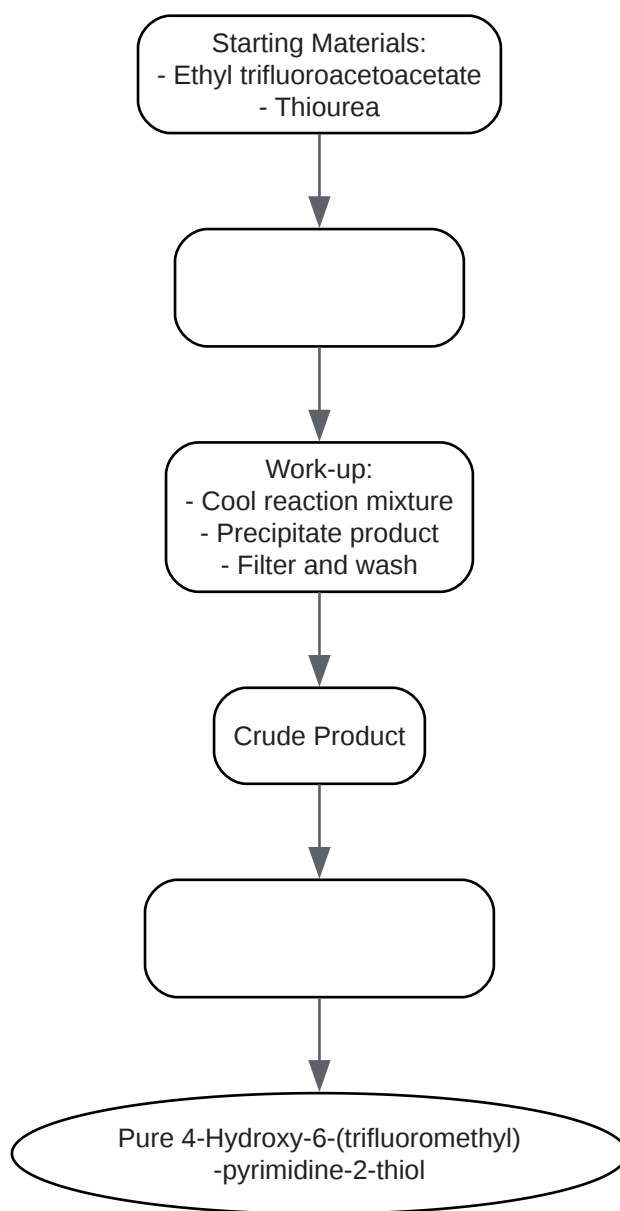 Starting Materials:
- Ethyl trifluoroacetoacetate
- Thiourea
Work-up:
- Cool reaction mixture
- Precipitate product
- Filter and wash
Crude Product
Pure 4-Hydroxy-6-(trifluoromethyl)
-pyrimidine-2-thiol